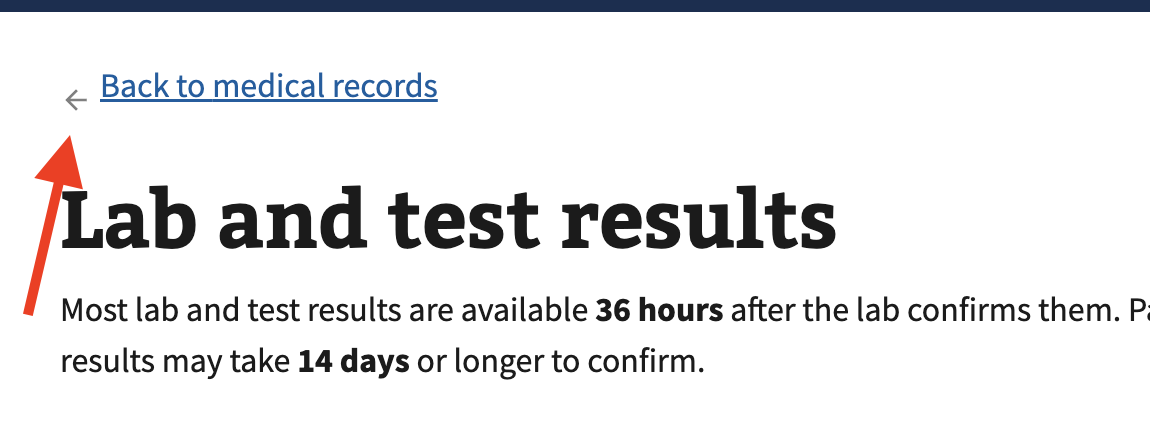 ← Back to medical records
Lab and test results
Most lab and test results are available 36 hours after the lab confirms them.
results may take 14 days or longer to confirm.